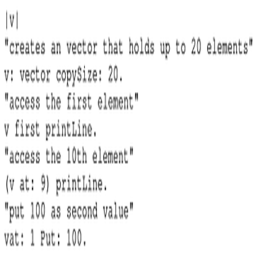 |v|
"creates an vector that holds up to 20 elements"
v: vector copySize: 20.
"access the first element"
v first printLine.
"access the 10th element"
(v at: 9) printLine.
"put 100 as second value"
vat: 1 Put: 100.